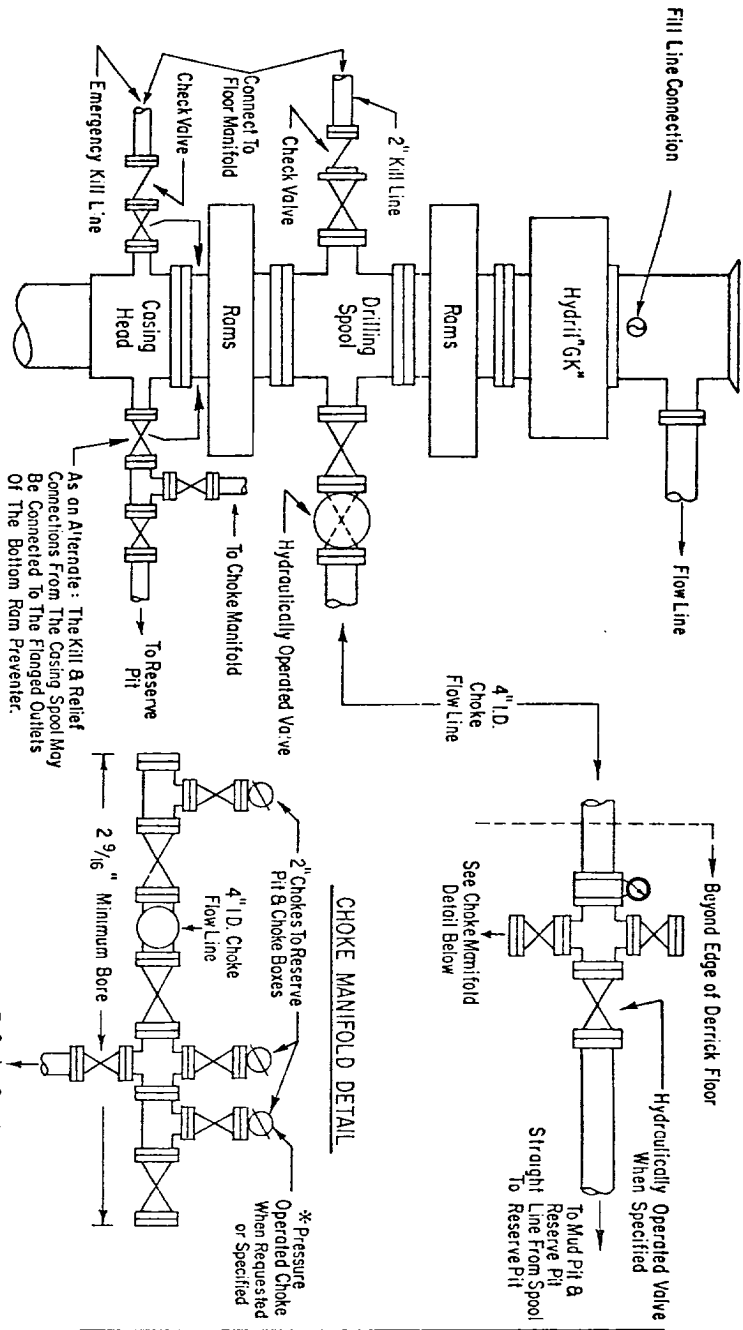 Fill Line Connection
Flow Line
Hydril "GK"
Rams
2" Kill Line
Check Valve
Connect To
Floor Manifold
Check Valve
Emergency Kill Line
Drilling
Spool
Hydraulically Operated Valve
Rams
Casing
Head
To Choke Manifold
To Reserve
Pit
As an Alternate: The Kill & Relief
Connections From The Casing Spool May
Be Connected To The Flanged Outlets
Of The Bottom Ram Preventer.
4" I.D.
Choke
Flow Line
Beyond Edge of Derrick Floor
Hydraulically Operated Valve
When Specified
To Mud Pit &
Reserve Pit
Straight Line From Spool
To Reserve Pit
See Choke Manifold
Detail Below
CHOKE MANIFOLD DETAIL
2" Chokes To Reserve
Pit & Choke Boxes
4" I.D. Choke
Flow Line
*Pressure
Operated Choke
When Requested
or Specified
2 9/16" Minimum Bore